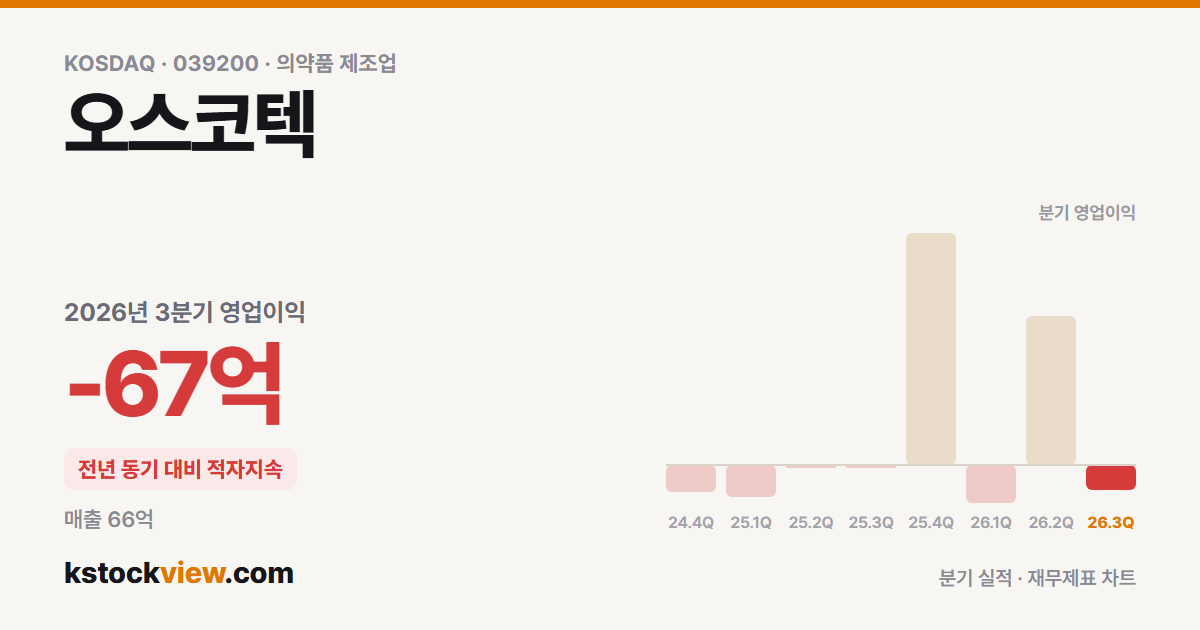 KOSDAQ · 039200 · 의약품 제조업
오스코텍
분기 영업이익
2026년 3분기 영업이익
-67억
전년 동기 대비 적자지속
매출 66억
24.4Q 25.1Q 25.2Q 25.3Q 25.4Q 26.1Q 26.2Q 26.3Q
kstockview.com
분기 실적 · 재무제표 차트